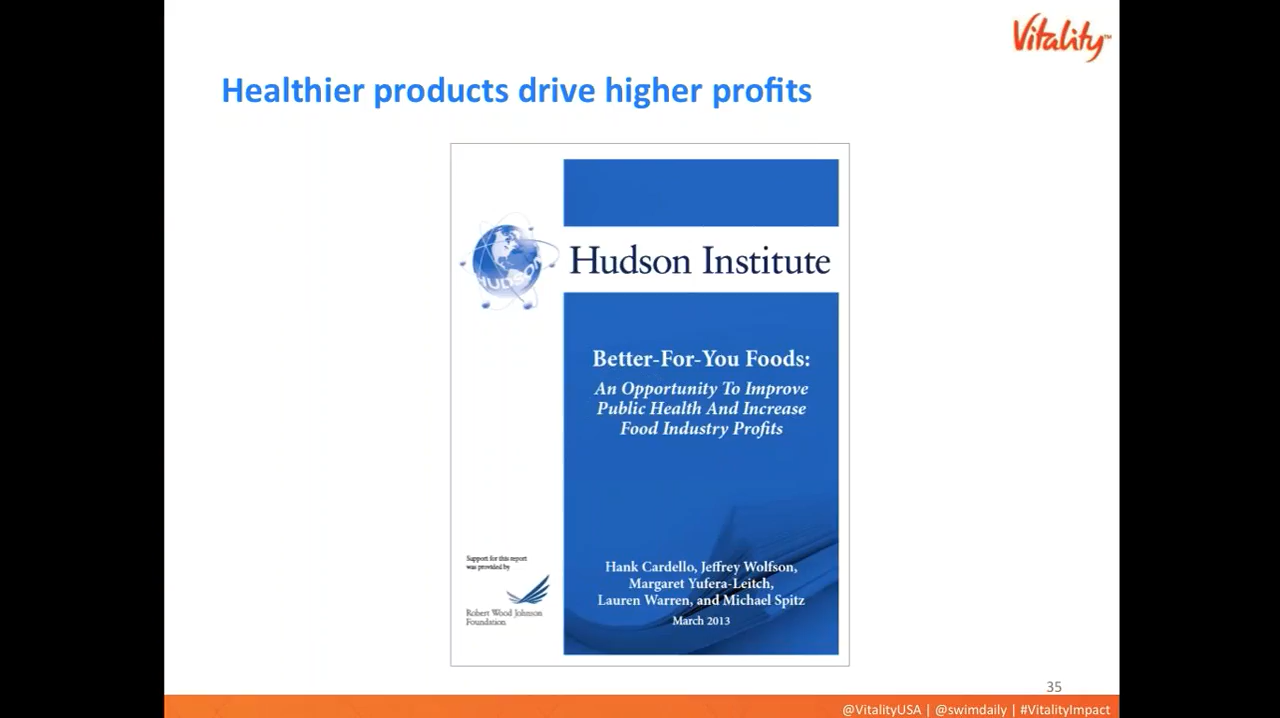 Vitality™
Healthier products drive higher profits
HUDSON
Hudson Institute
Better-For-You Foods:
An Opportunity To Improve
Public Health And Increase
Food Industry Profits
Support for this report
was provided by
Robert Wood Johnson
Foundation
Hank Cardello, Jeffrey Wolfson,
Margaret Yufera-Leitch,
Lauren Warren, and Michael Spitz
March 2013
35
@VitalityUSA | @swimdaily | #VitalityImpact